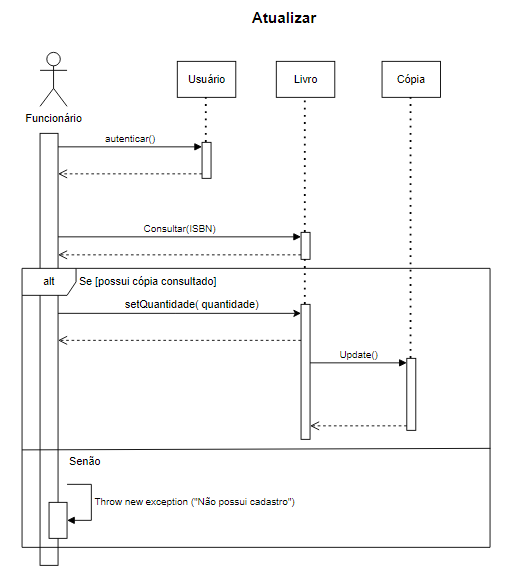 Atualizar
Usuário
Livro
Cópia
Funcionário
autenticar()
Consultar(ISBN)
alt
Se [possui cópia consultado]
setQuantidade( quantidade)
Update()
Senão
Throw new exception ("Não possui cadastro")